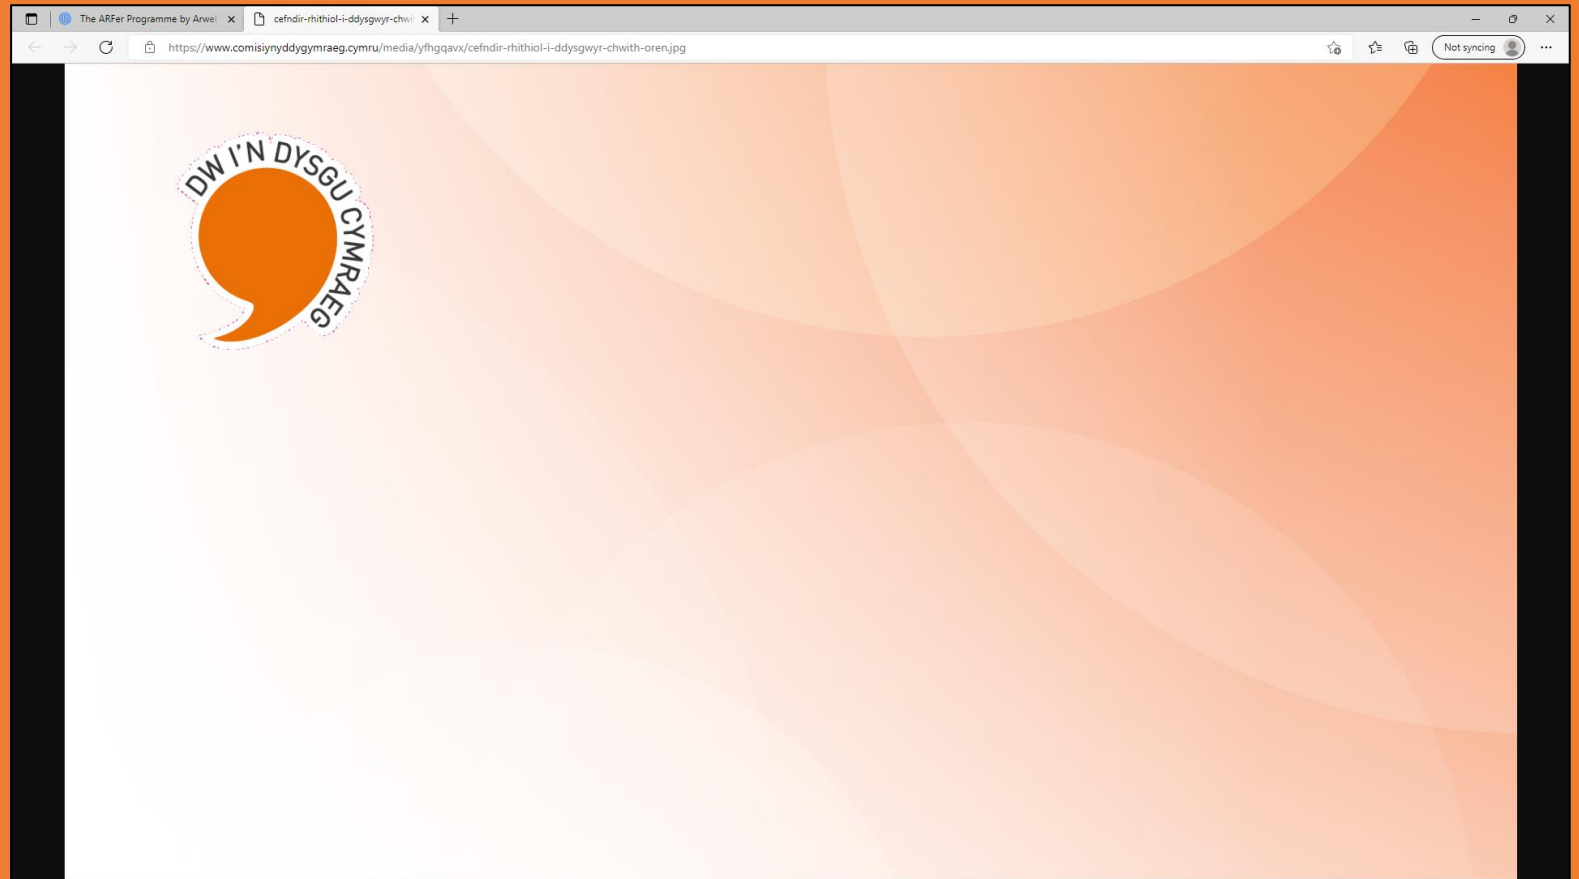 The ARFer Programme by Arwel
cefndir-rhithiol-i-ddysgwyr-chwi
https://www.comisiynyddygymraeg.cymru/media/yfhgqavx/cefndir-rhithiol-i-ddysgwyr-chwith-oren.jpg
Not syncing
DW I'N DYSGU CYMRAEG